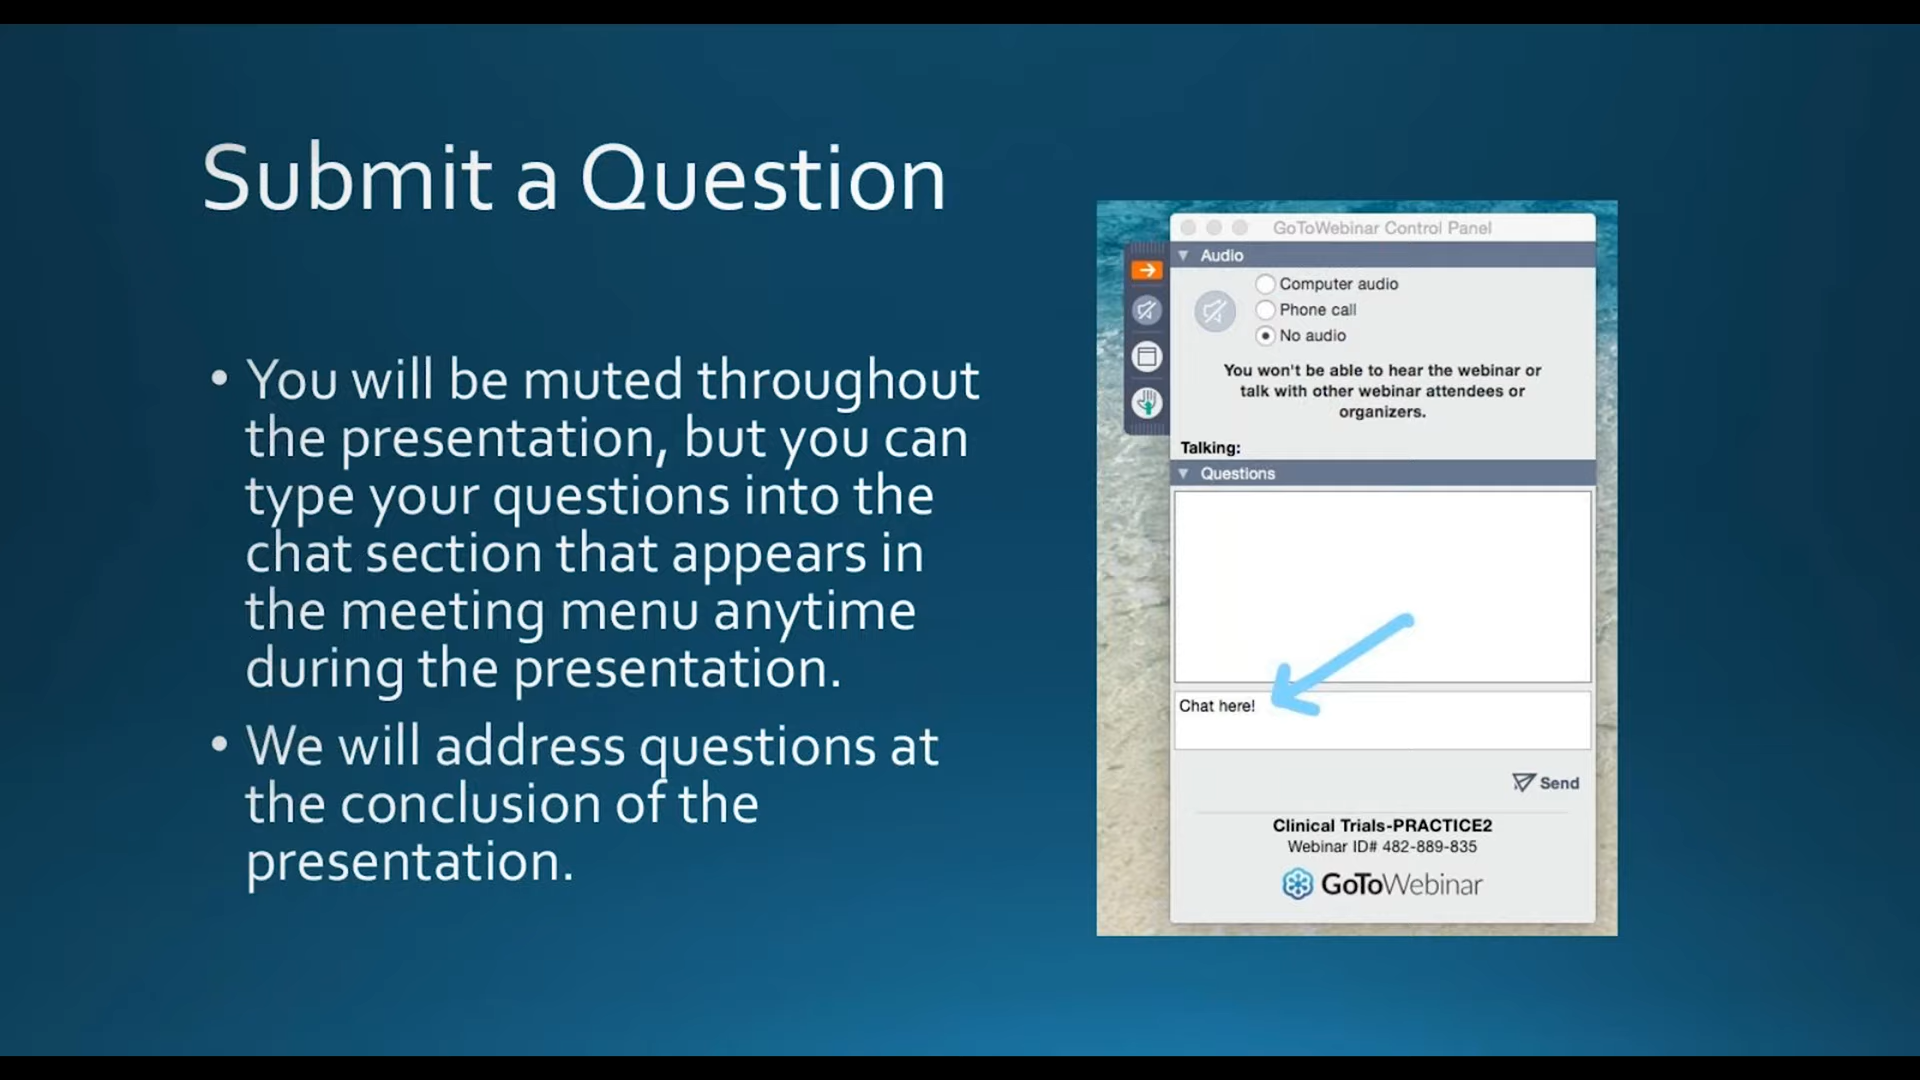 Submit a Question
• You will be muted throughout
the presentation, but you can
type your questions into the
chat section that appears in
the meeting menu anytime
during the presentation.
• We will address questions at
the conclusion of the
presentation.
GoToWebinar Control Panel
Audio
Computer audio
Phone call
No audio
You won't be able to hear the webinar or
talk with other webinar attendees or
organizers.
Talking:
Questions
Chat here!
Send
Clinical Trials-PRACTICE2
Webinar ID# 482-889-835
GoToWebinar